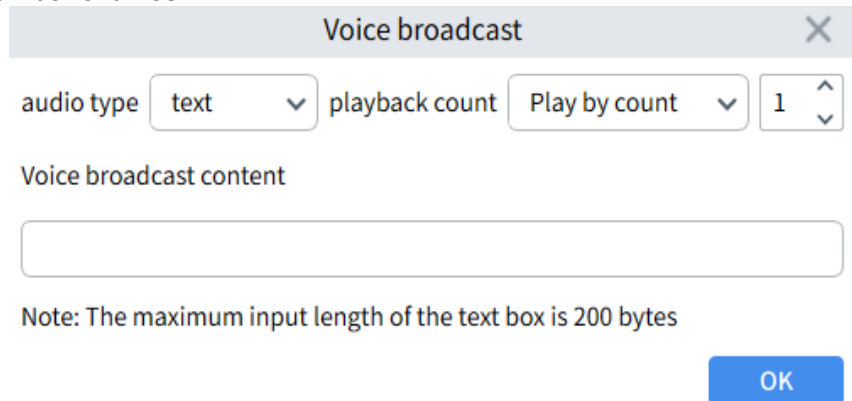 Voice broadcast
audio type text playback count Play by count 1
Voice broadcast content
Note: The maximum input length of the text box is 200 bytes
OK